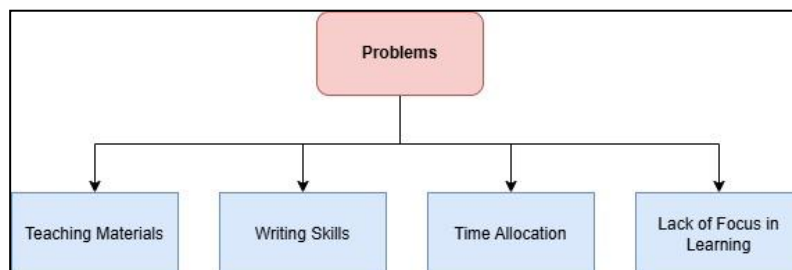 Problems
Teaching Materials
Writing Skills
Time Allocation
Lack of Focus in
Learning